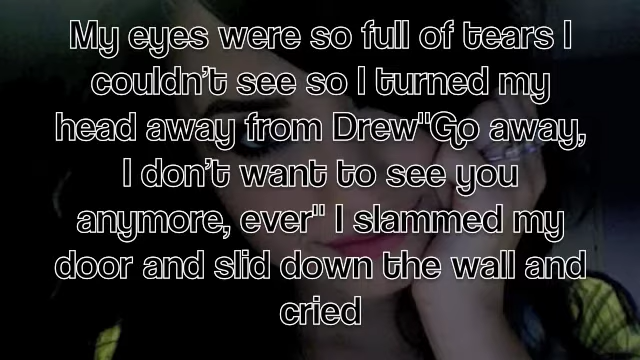 My eyes were so full of tears I
couldn't see so I turned my
head away from Drew"Go away,
I don't want to see you
anymore, ever" I slammed my
door and slid down the wall and
cried